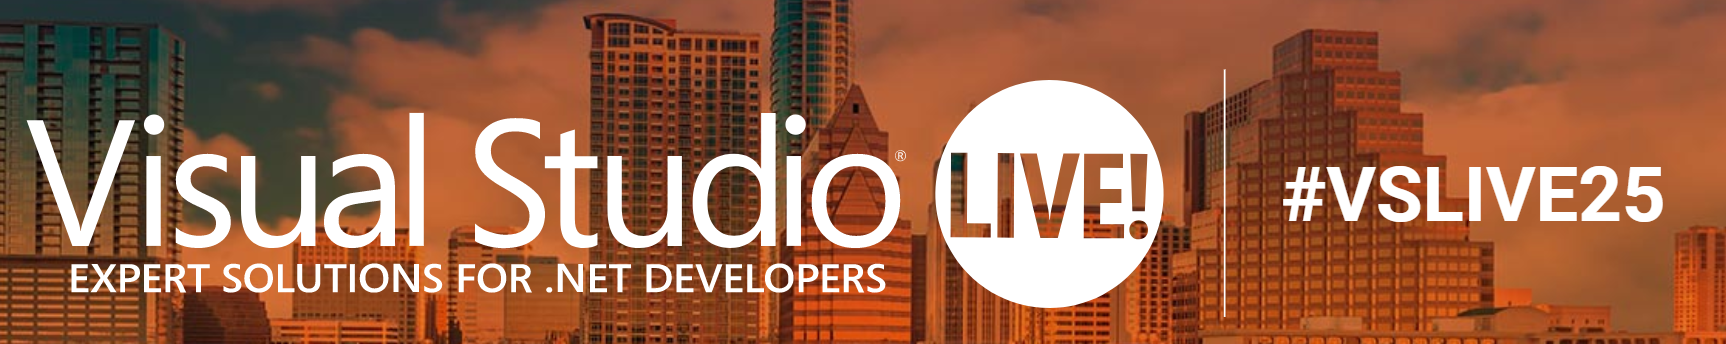 Visual Studio®
LIVE!
EXPERT SOLUTIONS FOR .NET DEVELOPERS
#VSLIVE25